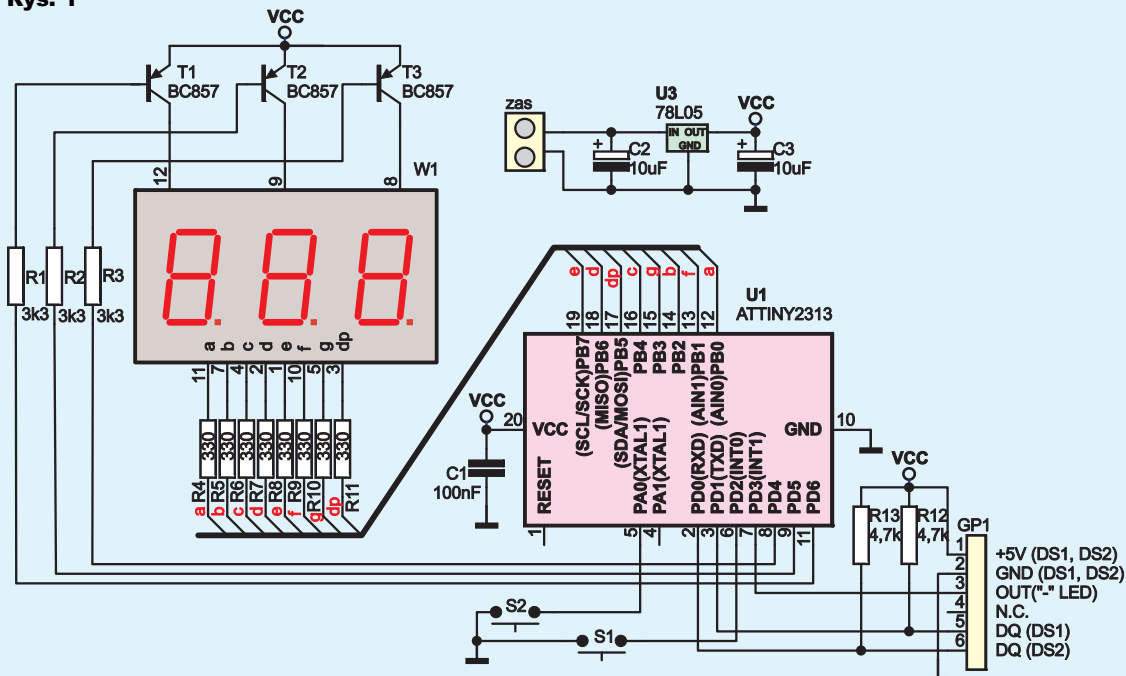 Rys. 1
VCC
T1
BC857
T2
BC857
T3
BC857
12
9
8
W1
R1
3k3
R2
3k3
R3
3k3
a b c d e f g dp
11 7 4 2 1 10 5 3
330 330 330 330 330 330 330 330
R4 R5 R6 R7 R8 R9 R10 R11
a b c d e f g dp
zas
U3
78L05
IN OUT
GND
VCC
+
C2
10uF
+
C3
10uF
e d dp c g b f a
U1
ATTINY2313
19 18 17 16 15 14 13 12
(SCL/SCK)PB7
(MISO)PB6
(SDA/MOSI)PB5
PB4
PB3
PB2
(AIN1)PB1
(AIN0)PB0
VCC
20
VCC
GND
10
C1
100nF
RESET
PA0(XTAL1)
PA1(XTAL1)
PD0(RXD)
PD1(TXD)
PD2(INT0)
PD3(INT1)
PD4
PD5
PD6
1 5 4 2 3 6 7 8 9 11
VCC
R13
4,7k
R12
4,7k
GP1
1 +5V (DS1, DS2)
2 GND (DS1, DS2)
3 OUT("-" LED)
4 N.C.
5 DQ (DS1)
6 DQ (DS2)
S2
S1